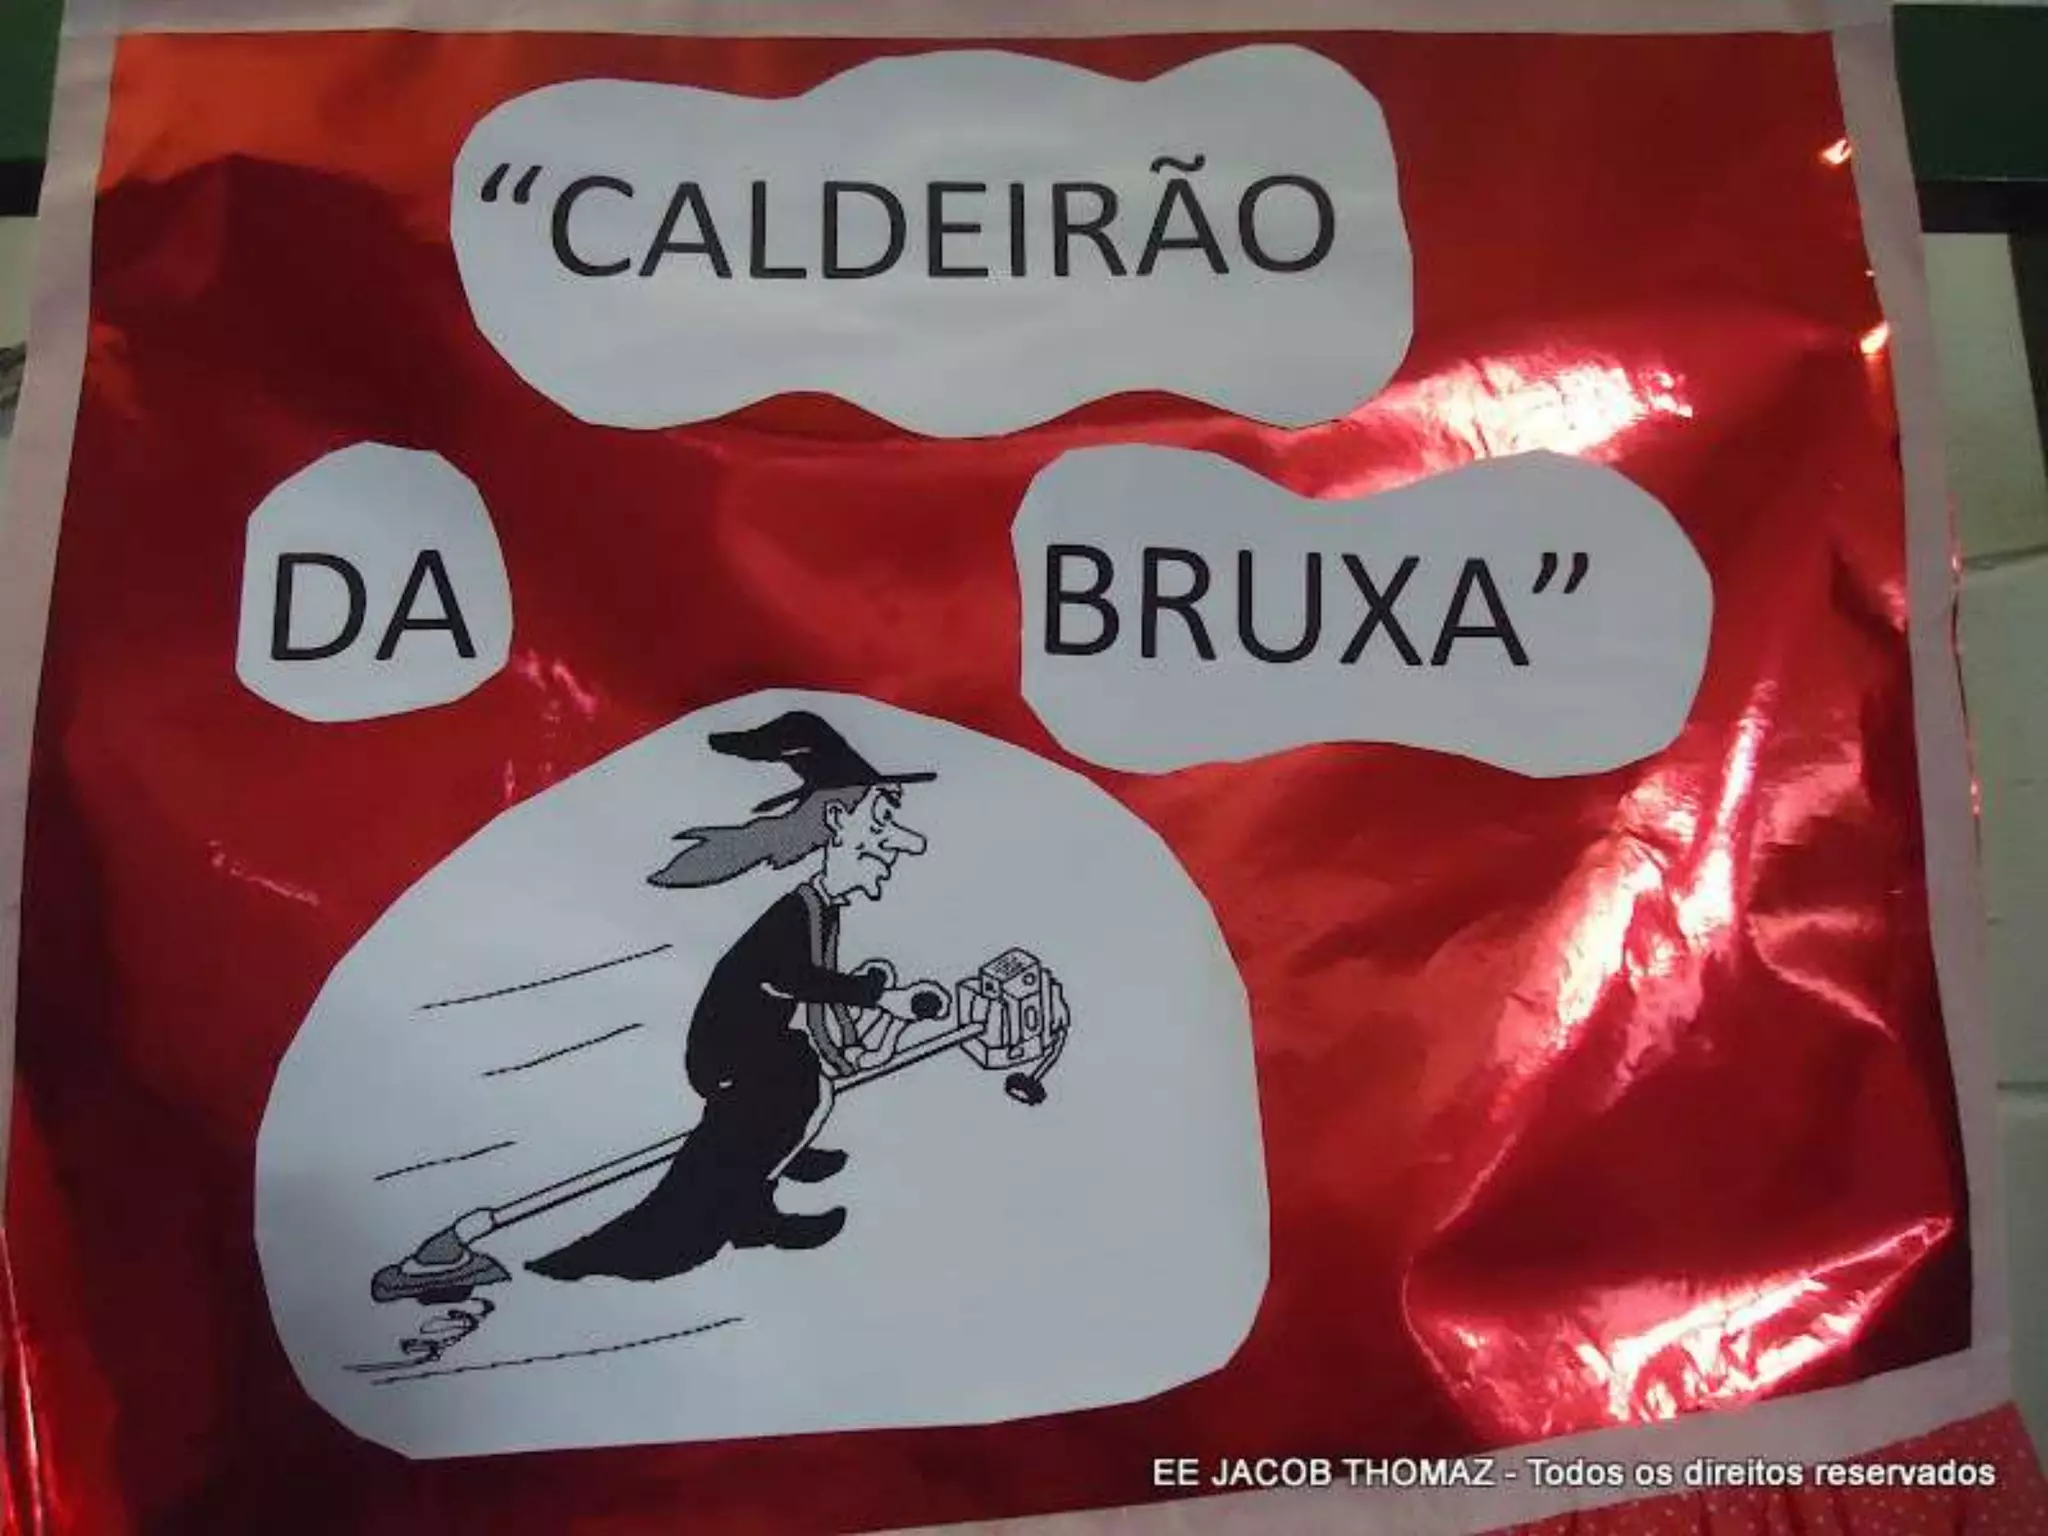 “CALDEIRÃO
DA BRUXA”
EE JACOB THOMAZ - Todos os direitos reservados